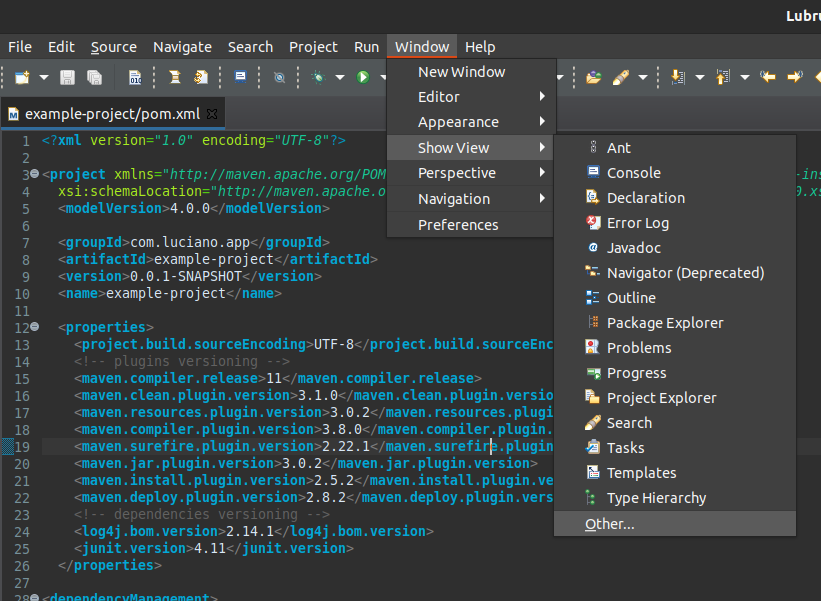 Lubru
File Edit Source Navigate Search Project Run Window Help
example-project/pom.xml
New Window
Editor
Appearance
Show View
Perspective
Navigation
Preferences
Ant
Console
Declaration
Error Log
Javadoc
Navigator (Deprecated)
Outline
Package Explorer
Problems
Progress
Project Explorer
Search
Tasks
Templates
Type Hierarchy
Other...
1 <?xml version="1.0" encoding="UTF-8"?>
2
3 <project xmlns="http://maven.apache.org/POM -ins
4 xsi:schemaLocation="http://maven.apache.o 0.xs
5 <modelVersion>4.0.0</modelVersion>
6
7 <groupId>com.luciano.app</groupId>
8 <artifactId>example-project</artifactId>
9 <version>0.0.1-SNAPSHOT</version>
10 <name>example-project</name>
11
12 <properties>
13 <project.build.sourceEncoding>UTF-8</project.build.sourceEnc
14 <!-- plugins versioning -->
15 <maven.compiler.release>11</maven.compiler.release>
16 <maven.clean.plugin.version>3.1.0</maven.clean.plugin.versio
17 <maven.resources.plugin.version>3.0.2</maven.resources.plugi
18 <maven.compiler.plugin.version>3.8.0</maven.compiler.plugin.
19 <maven.surefire.plugin.version>2.22.1</maven.surefire.plugin
20 <maven.jar.plugin.version>3.0.2</maven.jar.plugin.version>
21 <maven.install.plugin.version>2.5.2</maven.install.plugin.ve
22 <maven.deploy.plugin.version>2.8.2</maven.deploy.plugin.vers
23 <!-- dependencies versioning -->
24 <log4j.bom.version>2.14.1</log4j.bom.version>
25 <junit.version>4.11</junit.version>
26 </properties>
27
28 <dependencyManagement>